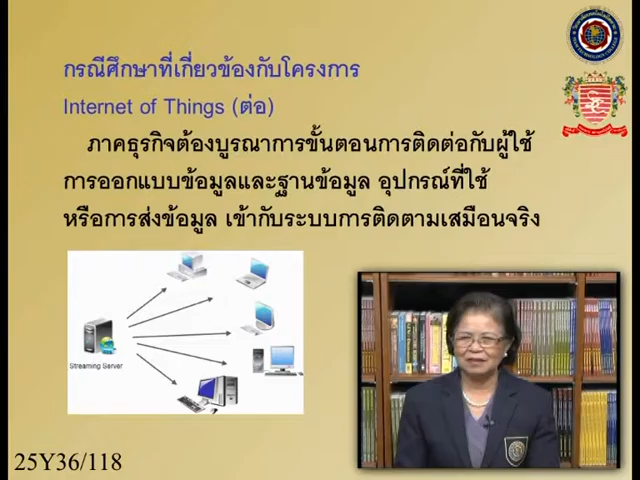 กรณีศึกษาที่เกี่ยวข้องกับโครงการ
Internet of Things (ต่อ)
ภาคธุรกิจต้องบูรณาการขั้นตอนการติดต่อกับผู้ใช้
การออกแบบข้อมูลและฐานข้อมูล อุปกรณ์ที่ใช้
หรือการส่งข้อมูล เข้ากับระบบการติดตามเสมือนจริง
Streaming Server
25Y36/118